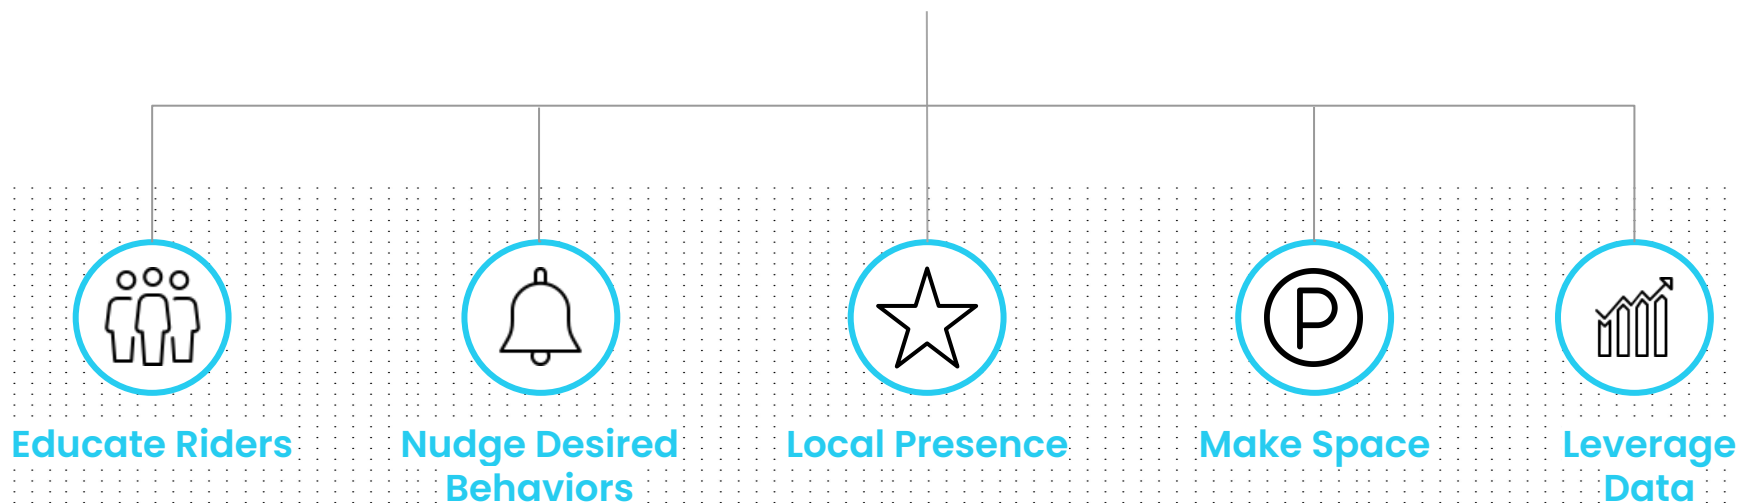 P
Educate Riders
Nudge Desired
Behaviors
Local Presence
Make Space
Leverage
Data